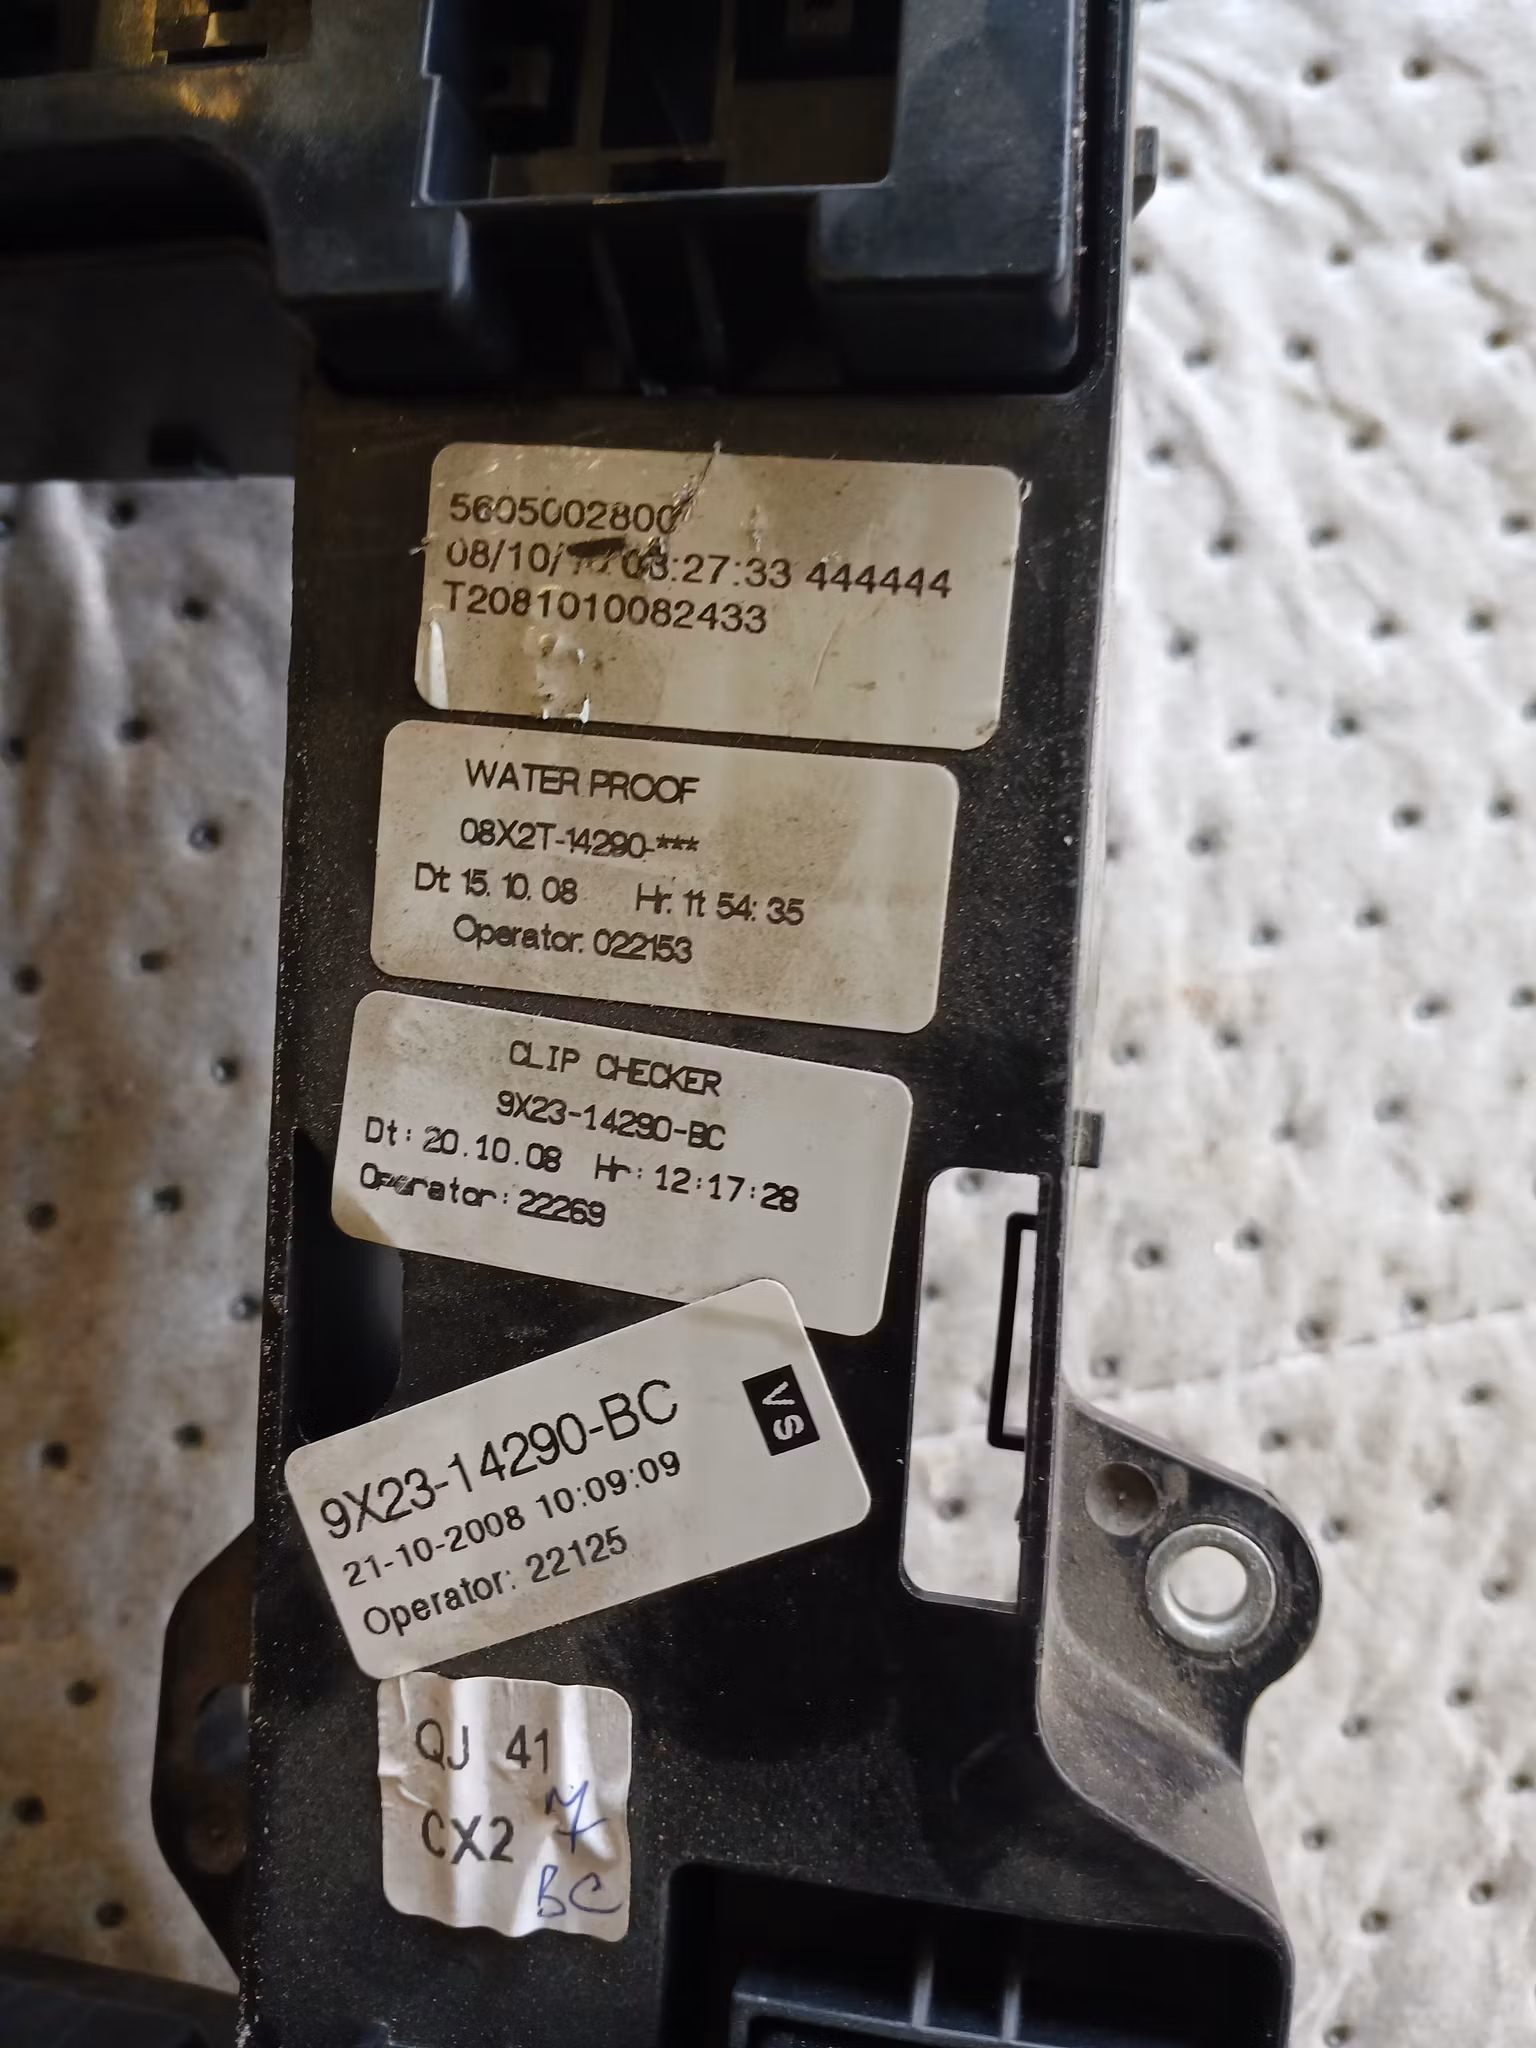 5605002800
08/10/ 08:27:33 444444
T2081010082433
WATER PROOF
08X2T-14290-***
Dt 15. 10. 08 Hr. 11 54: 35
Operator. 022153
CLIP CHECKER
9X23-14290-BC
Dt: 20.10.08 Hr: 12:17:28
Operator: 22269
9X23-14290-BC
VS
21-10-2008 10:09:09
Operator: 22125
QJ 41
CX2 7
BC